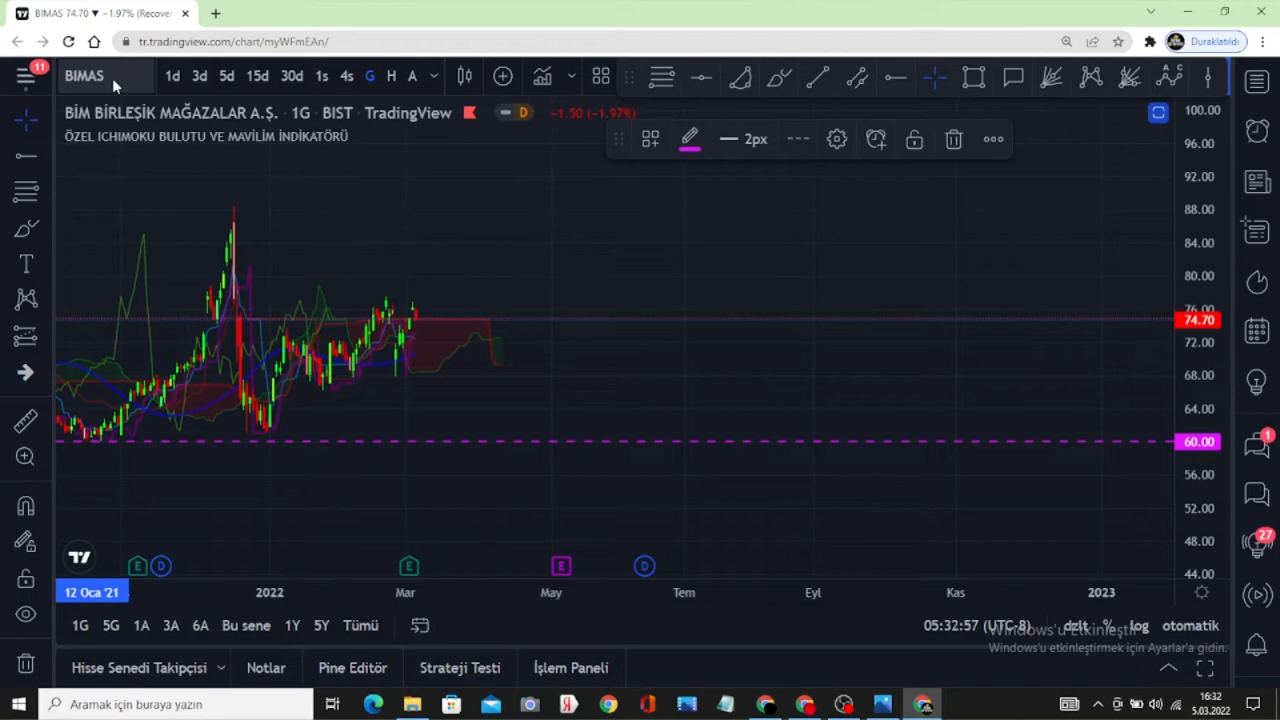 BIMAS 74.70 ▼ −1.97% (Recover
tr.tradingview.com/chart/myWFmEAn/
Duraklatıldı
11
BIMAS
1d 3d 5d 15d 30d 1s 4s G H A
BİM BİRLEŞİK MAĞAZALAR A.Ş. · 1G · BIST · TradingView
D
−1.50 (−1.97%)
ÖZEL ICHIMOKU BULUTU VE MAVİLİM İNDİKATÖRÜ
2px
100.00
96.00
92.00
88.00
84.00
80.00
76.00
74.70
72.00
68.00
64.00
60.00
56.00
52.00
48.00
44.00
E D E E D
12 Oca '21 2022 Mar May Tem Eyl Kas 2023
1G 5G 1A 3A 6A Bu sene 1Y 5Y Tümü
05:32:57 (UTC-8) dzlt % log otomatik
Windows'u Etkinleştir
Windows'u etkinleştirmek için Ayarlar'a gidin.
Hisse Senedi Takipçisi Notlar Pine Editör Strateji Testi İşlem Paneli
1
27
Aramak için buraya yazın
16:32
5.03.2022